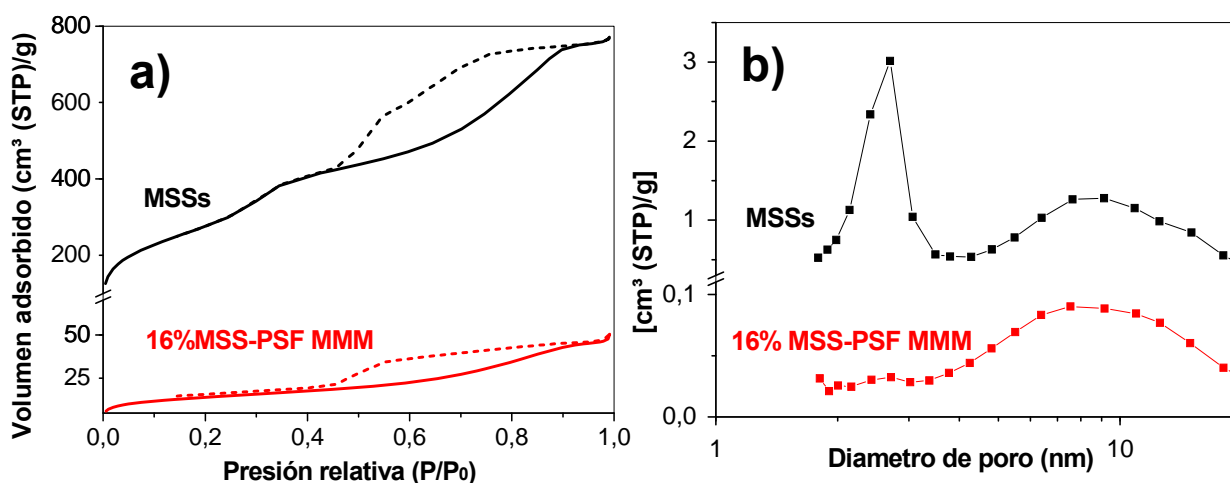 a)
Volumen adsorbido (cm³ (STP)/g)
800
600
400
200
50
25
MSSs
16%MSS-PSF MMM
0,0
0,2
0,4
0,6
0,8
1,0
Presión relativa (P/P0)
b)
[cm³ (STP)/g]
3
2
1
0,1
0,0
MSSs
16% MSS-PSF MMM
1
10
Diametro de poro (nm)